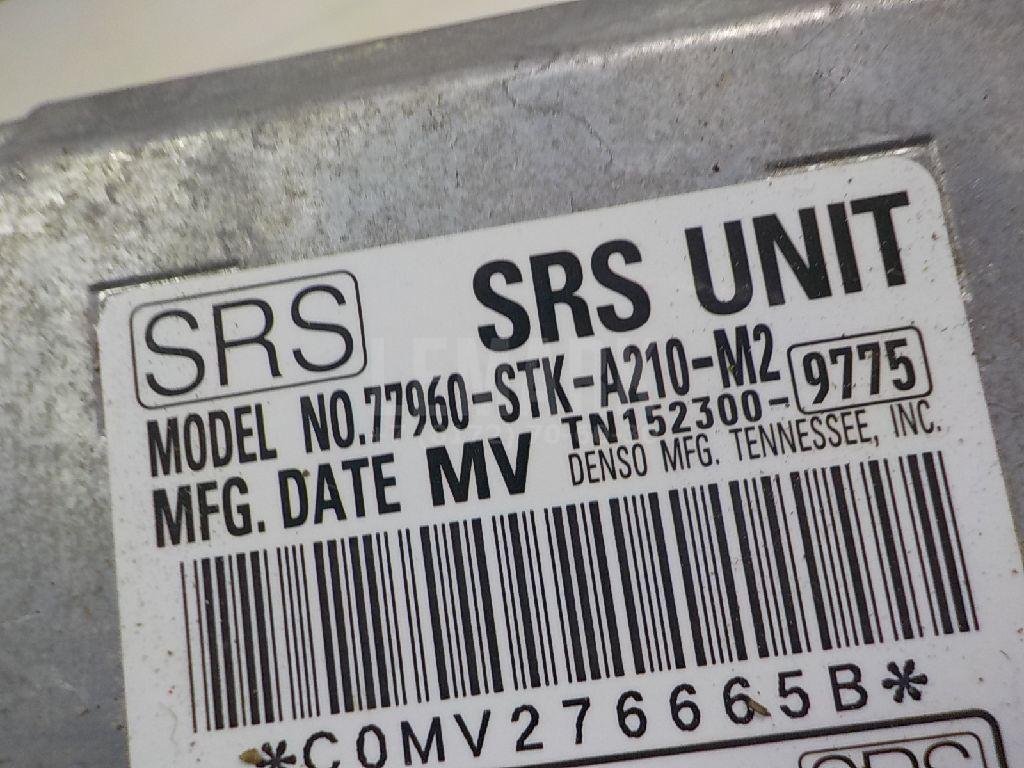 SRS SRS UNIT
MODEL NO.77960-STK-A210-M2
TN152300- 9775
MFG. DATE MV DENSO MFG. TENNESSEE, INC.
*C0MV276665B*
SRS